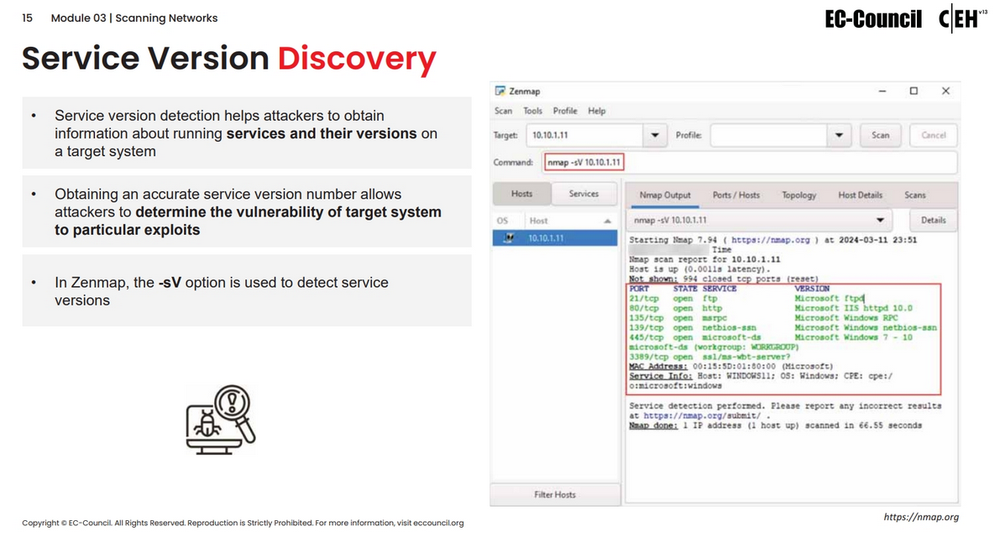 15 Module 03 | Scanning Networks
EC-Council C|EH v13
Service Version Discovery
• Service version detection helps attackers to obtain
information about running services and their versions on
a target system
• Obtaining an accurate service version number allows
attackers to determine the vulnerability of target system
to particular exploits
• In Zenmap, the -sV option is used to detect service
versions
Zenmap
Scan Tools Profile Help
Target: 10.10.1.11 Profile: Scan Cancel
Command: nmap -sV 10.10.1.11
Hosts Services
OS Host
10.10.1.11
Filter Hosts
Nmap Output Ports / Hosts Topology Host Details Scans
nmap -sV 10.10.1.11 Details
Starting Nmap 7.94 ( https://nmap.org ) at 2024-03-11 23:51
Time
Nmap scan report for 10.10.1.11
Host is up (0.0011s latency).
Not shown: 994 closed tcp ports (reset)
PORT STATE SERVICE VERSION
21/tcp open ftp Microsoft ftpd
80/tcp open http Microsoft IIS httpd 10.0
135/tcp open msrpc Microsoft Windows RPC
139/tcp open netbios-ssn Microsoft Windows netbios-ssn
445/tcp open microsoft-ds Microsoft Windows 7 - 10
microsoft-ds (workgroup: WORKGROUP)
3389/tcp open ssl/ms-wbt-server?
MAC Address: 00:15:5D:01:80:00 (Microsoft)
Service Info: Host: WINDOWS11; OS: Windows; CPE: cpe:/
o:microsoft:windows
Service detection performed. Please report any incorrect results
at https://nmap.org/submit/ .
Nmap done: 1 IP address (1 host up) scanned in 66.55 seconds
Copyright © EC-Council. All Rights Reserved. Reproduction is Strictly Prohibited. For more information, visit eccouncil.org
https://nmap.org